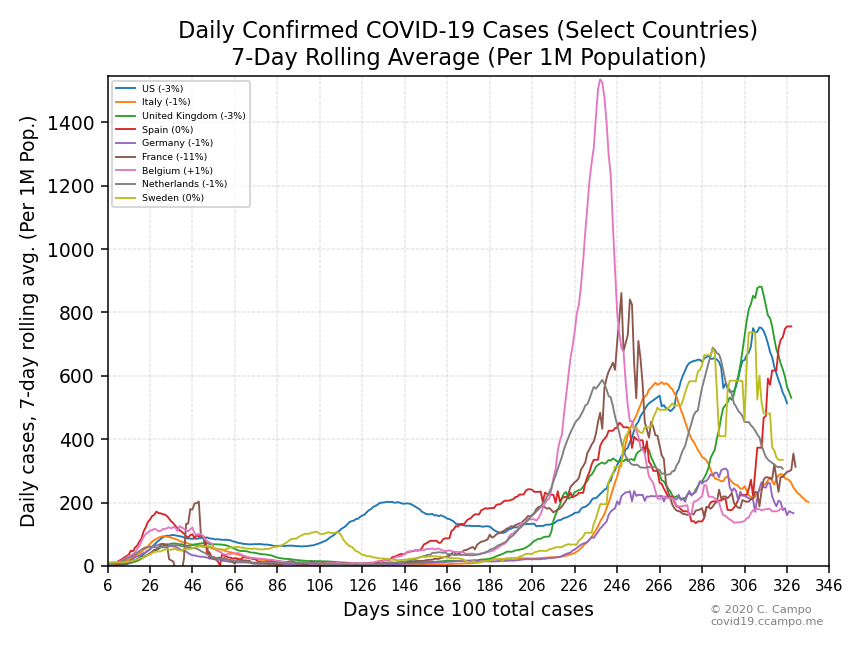 Daily Confirmed COVID-19 Cases (Select Countries)
7-Day Rolling Average (Per 1M Population)
Daily cases, 7-day rolling avg. (Per 1M Pop.)
1400
1200
1000
800
600
400
200
0
US (-3%)
Italy (-1%)
United Kingdom (-3%)
Spain (0%)
Germany (-1%)
France (-11%)
Belgium (+1%)
Netherlands (-1%)
Sweden (0%)
6 26 46 66 86 106 126 146 166 186 206 226 246 266 286 306 326 346
Days since 100 total cases
© 2020 C. Campo
covid19.ccampo.me